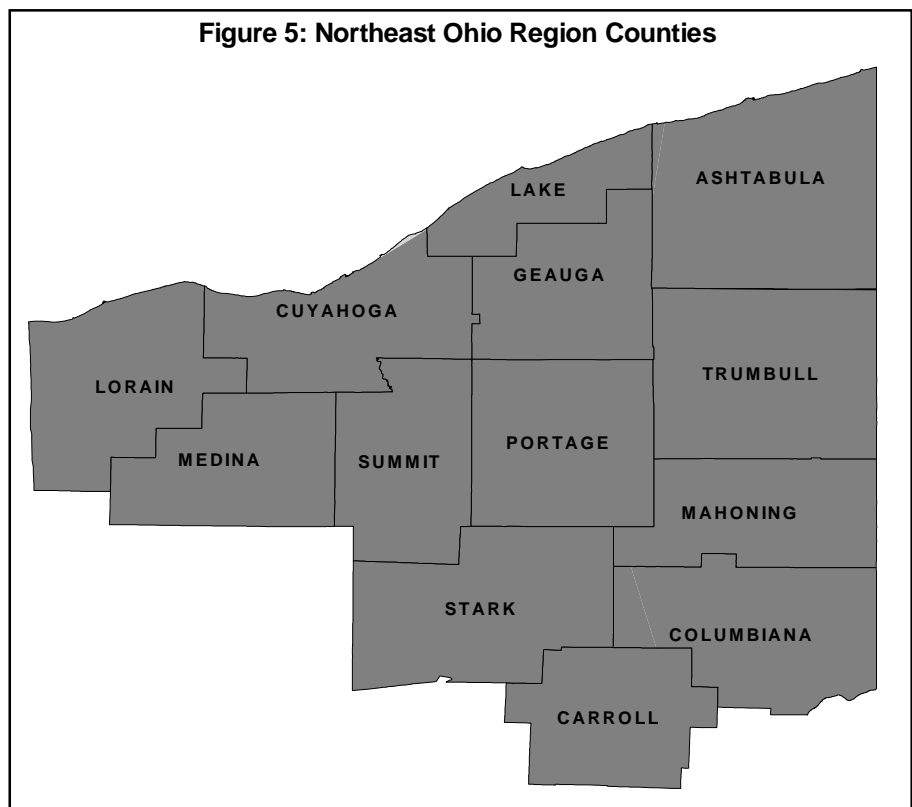 Figure 5: Northeast Ohio Region Counties
ASHTABULA
LAKE
GEAUGA
CUYAHOGA
TRUMBULL
LORAIN
PORTAGE
MEDINA
SUMMIT
MAHONING
STARK
COLUMBIANA
CARROLL